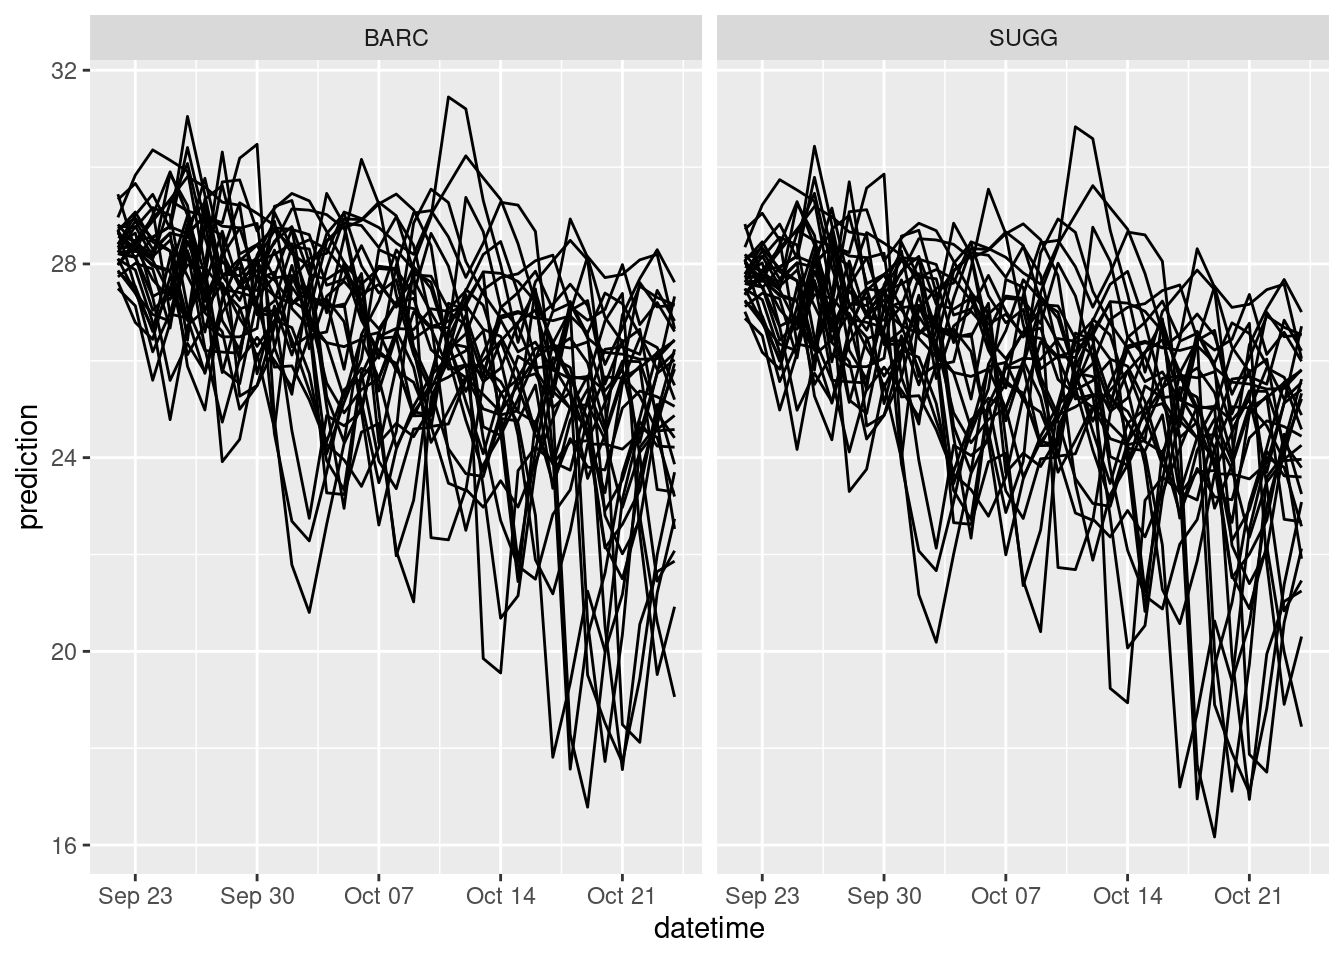 BARC SUGG
32
28
24
20
16
prediction
Sep 23 Sep 30 Oct 07 Oct 14 Oct 21 Sep 23 Sep 30 Oct 07 Oct 14 Oct 21
datetime